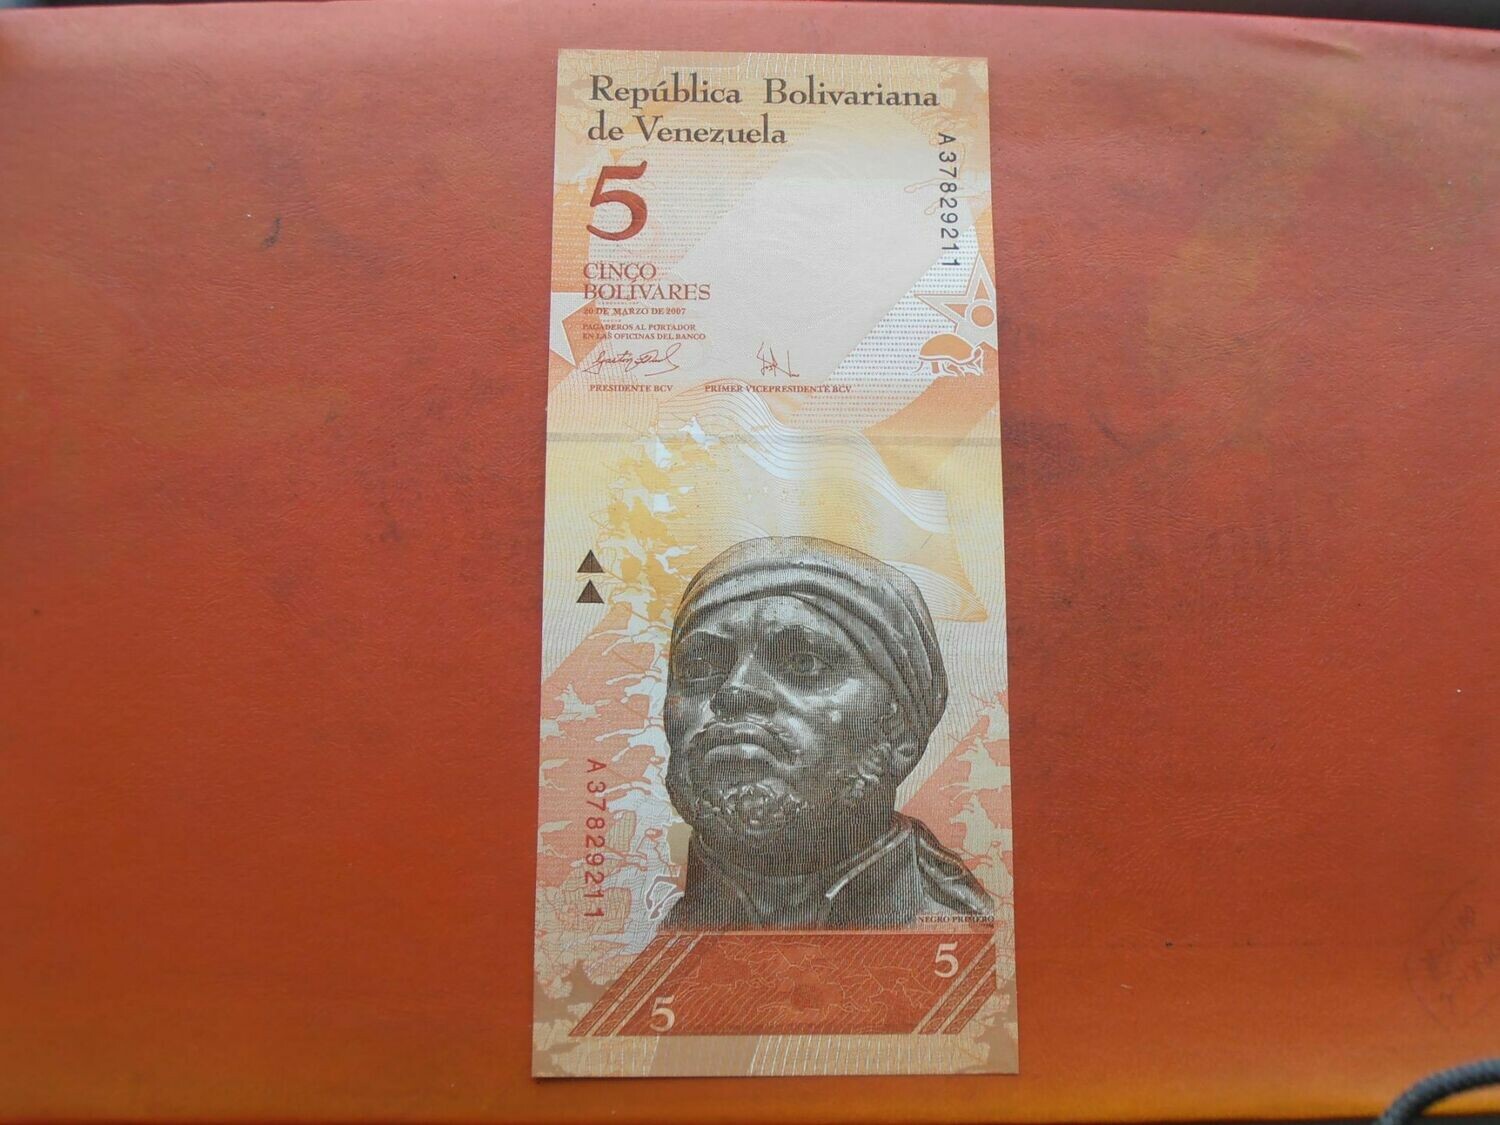 República Bolivariana
de Venezuela
A37829211
5
CINCO
BOLÍVARES
20 DE MARZO DE 2007
PAGADEROS AL PORTADOR
EN LAS OFICINAS DEL BANCO
PRESIDENTE BCV
PRIMER VICEPRESIDENTE BCV
A37829211
NEGRO PRIMERO
5
5